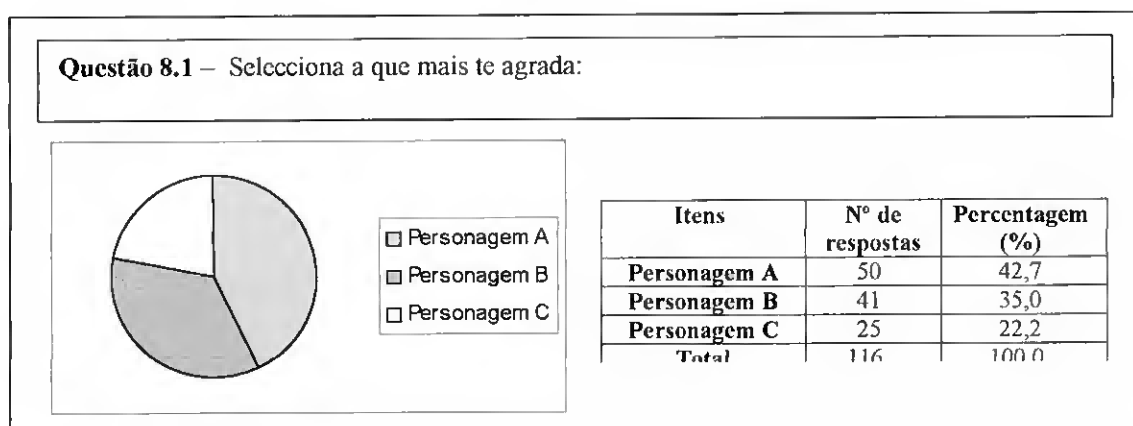 Questão 8.1 – Selecciona a que mais te agrada:
Personagem A
Personagem B
Personagem C
Itens Nº de respostas Percentagem (%)
Personagem A 50 42,7
Personagem B 41 35,0
Personagem C 25 22,2
Total 116 100,0